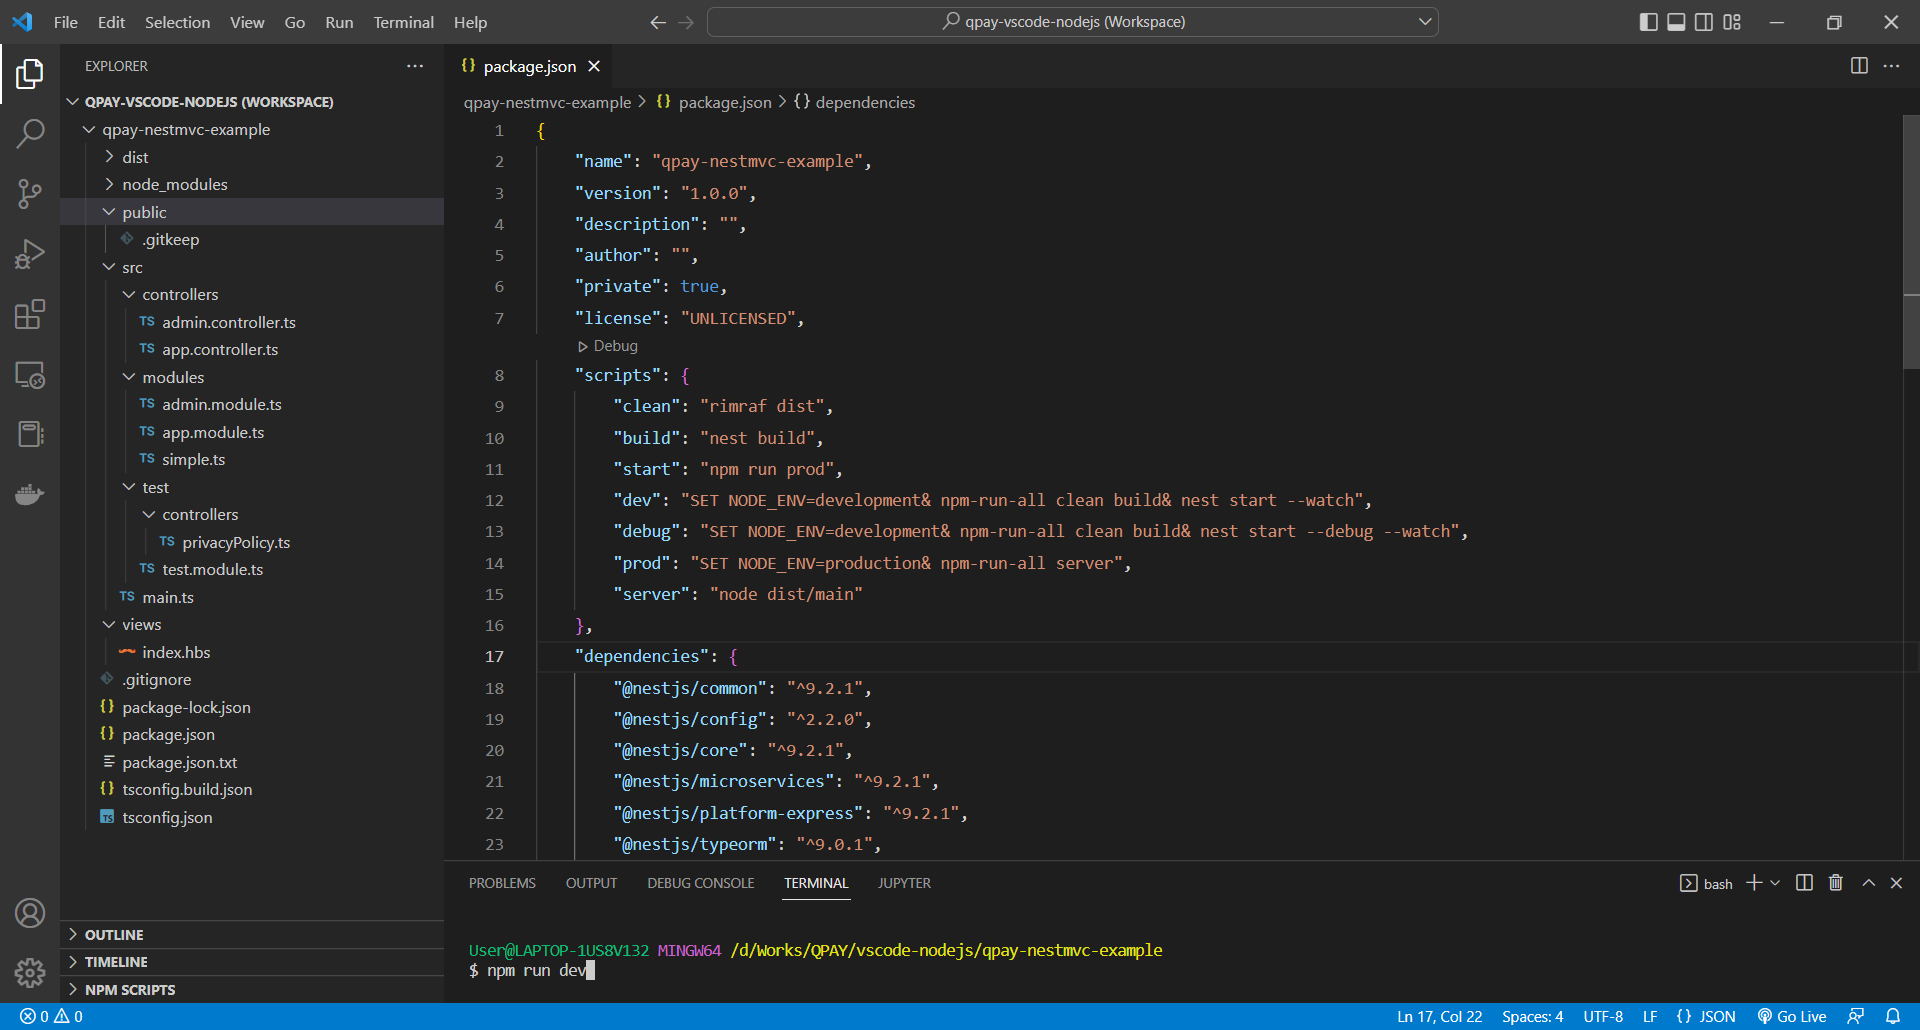 File Edit Selection View Go Run Terminal Help
qpay-vscode-nodejs (Workspace)
EXPLORER
QPAY-VSCODE-NODEJS (WORKSPACE)
qpay-nestmvc-example
dist
node_modules
public
.gitkeep
src
controllers
TS admin.controller.ts
TS app.controller.ts
modules
TS admin.module.ts
TS app.module.ts
TS simple.ts
test
controllers
TS privacyPolicy.ts
TS test.module.ts
TS main.ts
views
index.hbs
.gitignore
{} package-lock.json
{} package.json
package.json.txt
{} tsconfig.build.json
TS tsconfig.json
OUTLINE
TIMELINE
NPM SCRIPTS
{} package.json
qpay-nestmvc-example > {} package.json > {} dependencies
1 {
2 "name": "qpay-nestmvc-example",
3 "version": "1.0.0",
4 "description": "",
5 "author": "",
6 "private": true,
7 "license": "UNLICENSED",
Debug
8 "scripts": {
9 "clean": "rimraf dist",
10 "build": "nest build",
11 "start": "npm run prod",
12 "dev": "SET NODE_ENV=development& npm-run-all clean build& nest start --watch",
13 "debug": "SET NODE_ENV=development& npm-run-all clean build& nest start --debug --watch",
14 "prod": "SET NODE_ENV=production& npm-run-all server",
15 "server": "node dist/main"
16 },
17 "dependencies": {
18 "@nestjs/common": "^9.2.1",
19 "@nestjs/config": "^2.2.0",
20 "@nestjs/core": "^9.2.1",
21 "@nestjs/microservices": "^9.2.1",
22 "@nestjs/platform-express": "^9.2.1",
23 "@nestjs/typeorm": "^9.0.1",
PROBLEMS OUTPUT DEBUG CONSOLE TERMINAL JUPYTER
bash
User@LAPTOP-1US8V132 MINGW64 /d/Works/QPAY/vscode-nodejs/qpay-nestmvc-example
$ npm run dev
0 0
Ln 17, Col 22 Spaces: 4 UTF-8 LF {} JSON Go Live